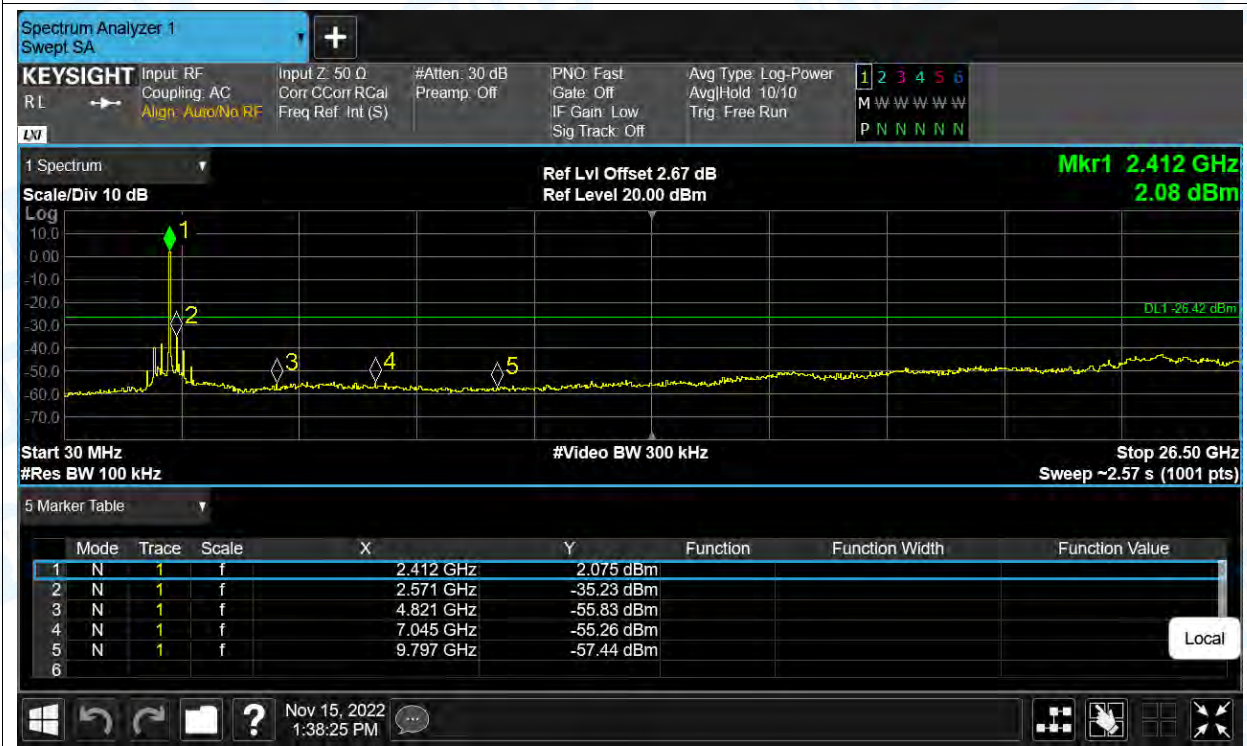 Spectrum Analyzer 1
Swept SA
+
KEYSIGHT Input: RF Input Z: 50 Ω #Atten: 30 dB PNO: Fast Avg Type: Log-Power 1 2 3 4 5 6
RL Coupling: AC Corr CCorr RCal Preamp: Off Gate: Off Avg|Hold: 10/10 M W W W W W
Align: Auto/No RF Freq Ref: Int (S) IF Gain: Low Trig: Free Run
LXI Sig Track: Off P N N N N N
1 Spectrum Ref Lvl Offset 2.67 dB Mkr1 2.412 GHz
Scale/Div 10 dB Ref Level 20.00 dBm 2.08 dBm
Log
10.0 1
0.00
-10.0
-20.0 DL1 -26.42 dBm
-30.0 2
-40.0
-50.0 3 4 5
-60.0
-70.0
Start 30 MHz #Video BW 300 kHz Stop 26.50 GHz
#Res BW 100 kHz Sweep ~2.57 s (1001 pts)
5 Marker Table
Mode Trace Scale X Y Function Function Width Function Value
1 N 1 f 2.412 GHz 2.075 dBm
2 N 1 f 2.571 GHz -35.23 dBm
3 N 1 f 4.821 GHz -55.83 dBm
4 N 1 f 7.045 GHz -55.26 dBm
5 N 1 f 9.797 GHz -57.44 dBm
6
Local
? Nov 15, 2022
1:38:25 PM